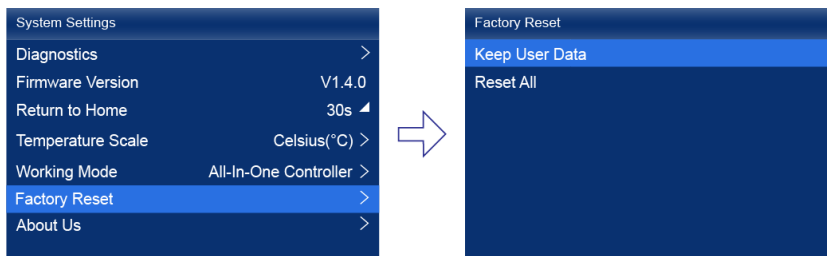 System Settings
Diagnostics >
Firmware Version V1.4.0
Return to Home 30s
Temperature Scale Celsius(°C) >
Working Mode All-In-One Controller >
Factory Reset >
About Us >
Factory Reset
Keep User Data
Reset All